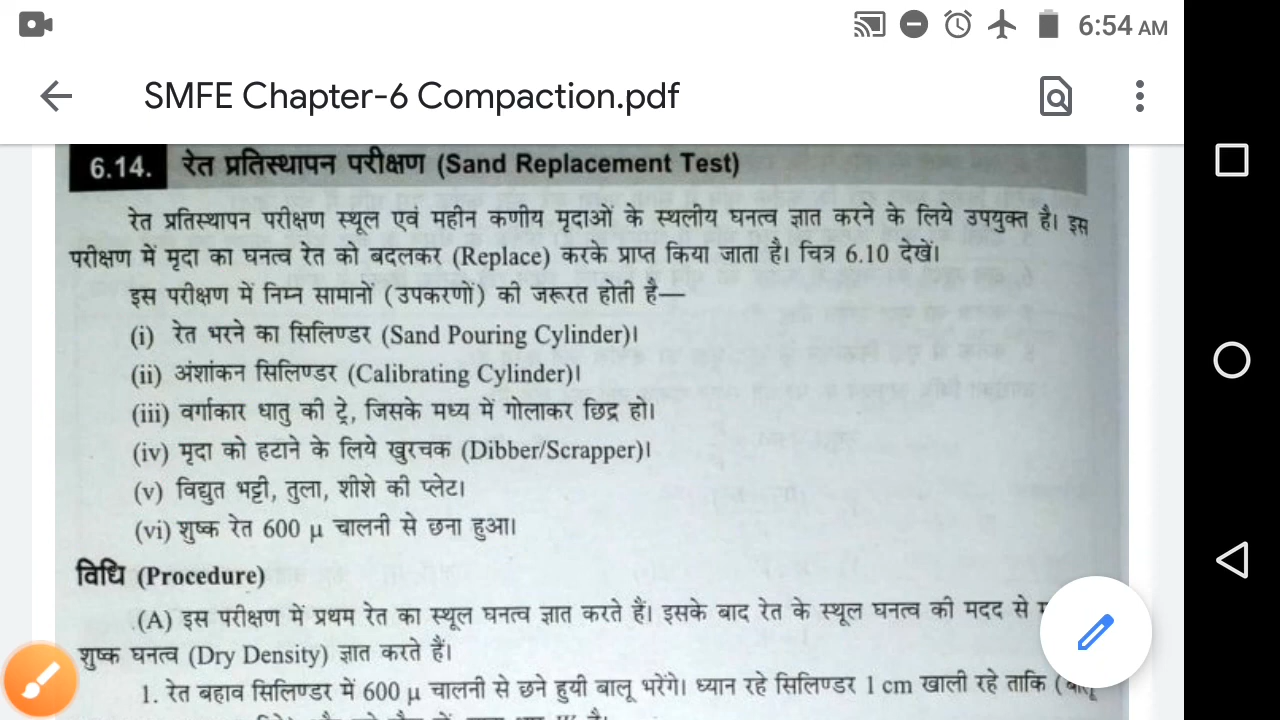 6:54 AM
SMFE Chapter-6 Compaction.pdf
6.14. रेत प्रतिस्थापन परीक्षण (Sand Replacement Test)
रेत प्रतिस्थापन परीक्षण स्थूल एवं महीन कणीय मृदाओं के स्थलीय घनत्व ज्ञात करने के लिये उपयुक्त है। इस
परीक्षण में मृदा का घनत्व रेत को बदलकर (Replace) करके प्राप्त किया जाता है। चित्र 6.10 देखें।
इस परीक्षण में निम्न सामानों (उपकरणों) की जरूरत होती है—
(i) रेत भरने का सिलिण्डर (Sand Pouring Cylinder)।
(ii) अंशांकन सिलिण्डर (Calibrating Cylinder)।
(iii) वर्गाकार धातु की ट्रे, जिसके मध्य में गोलाकर छिद्र हो।
(iv) मृदा को हटाने के लिये खुरचक (Dibber/Scrapper)।
(v) विद्युत भट्टी, तुला, शीशे की प्लेट।
(vi) शुष्क रेत 600 μ चालनी से छना हुआ।
विधि (Procedure)
(A) इस परीक्षण में प्रथम रेत का स्थूल घनत्व ज्ञात करते हैं। इसके बाद रेत के स्थूल घनत्व की मदद से
शुष्क घनत्व (Dry Density) ज्ञात करते हैं।
1. रेत बहाव सिलिण्डर में 600 μ चालनी से छने हुयी बालू भरेंगे। ध्यान रहे सिलिण्डर 1 cm खाली रहे ताकि